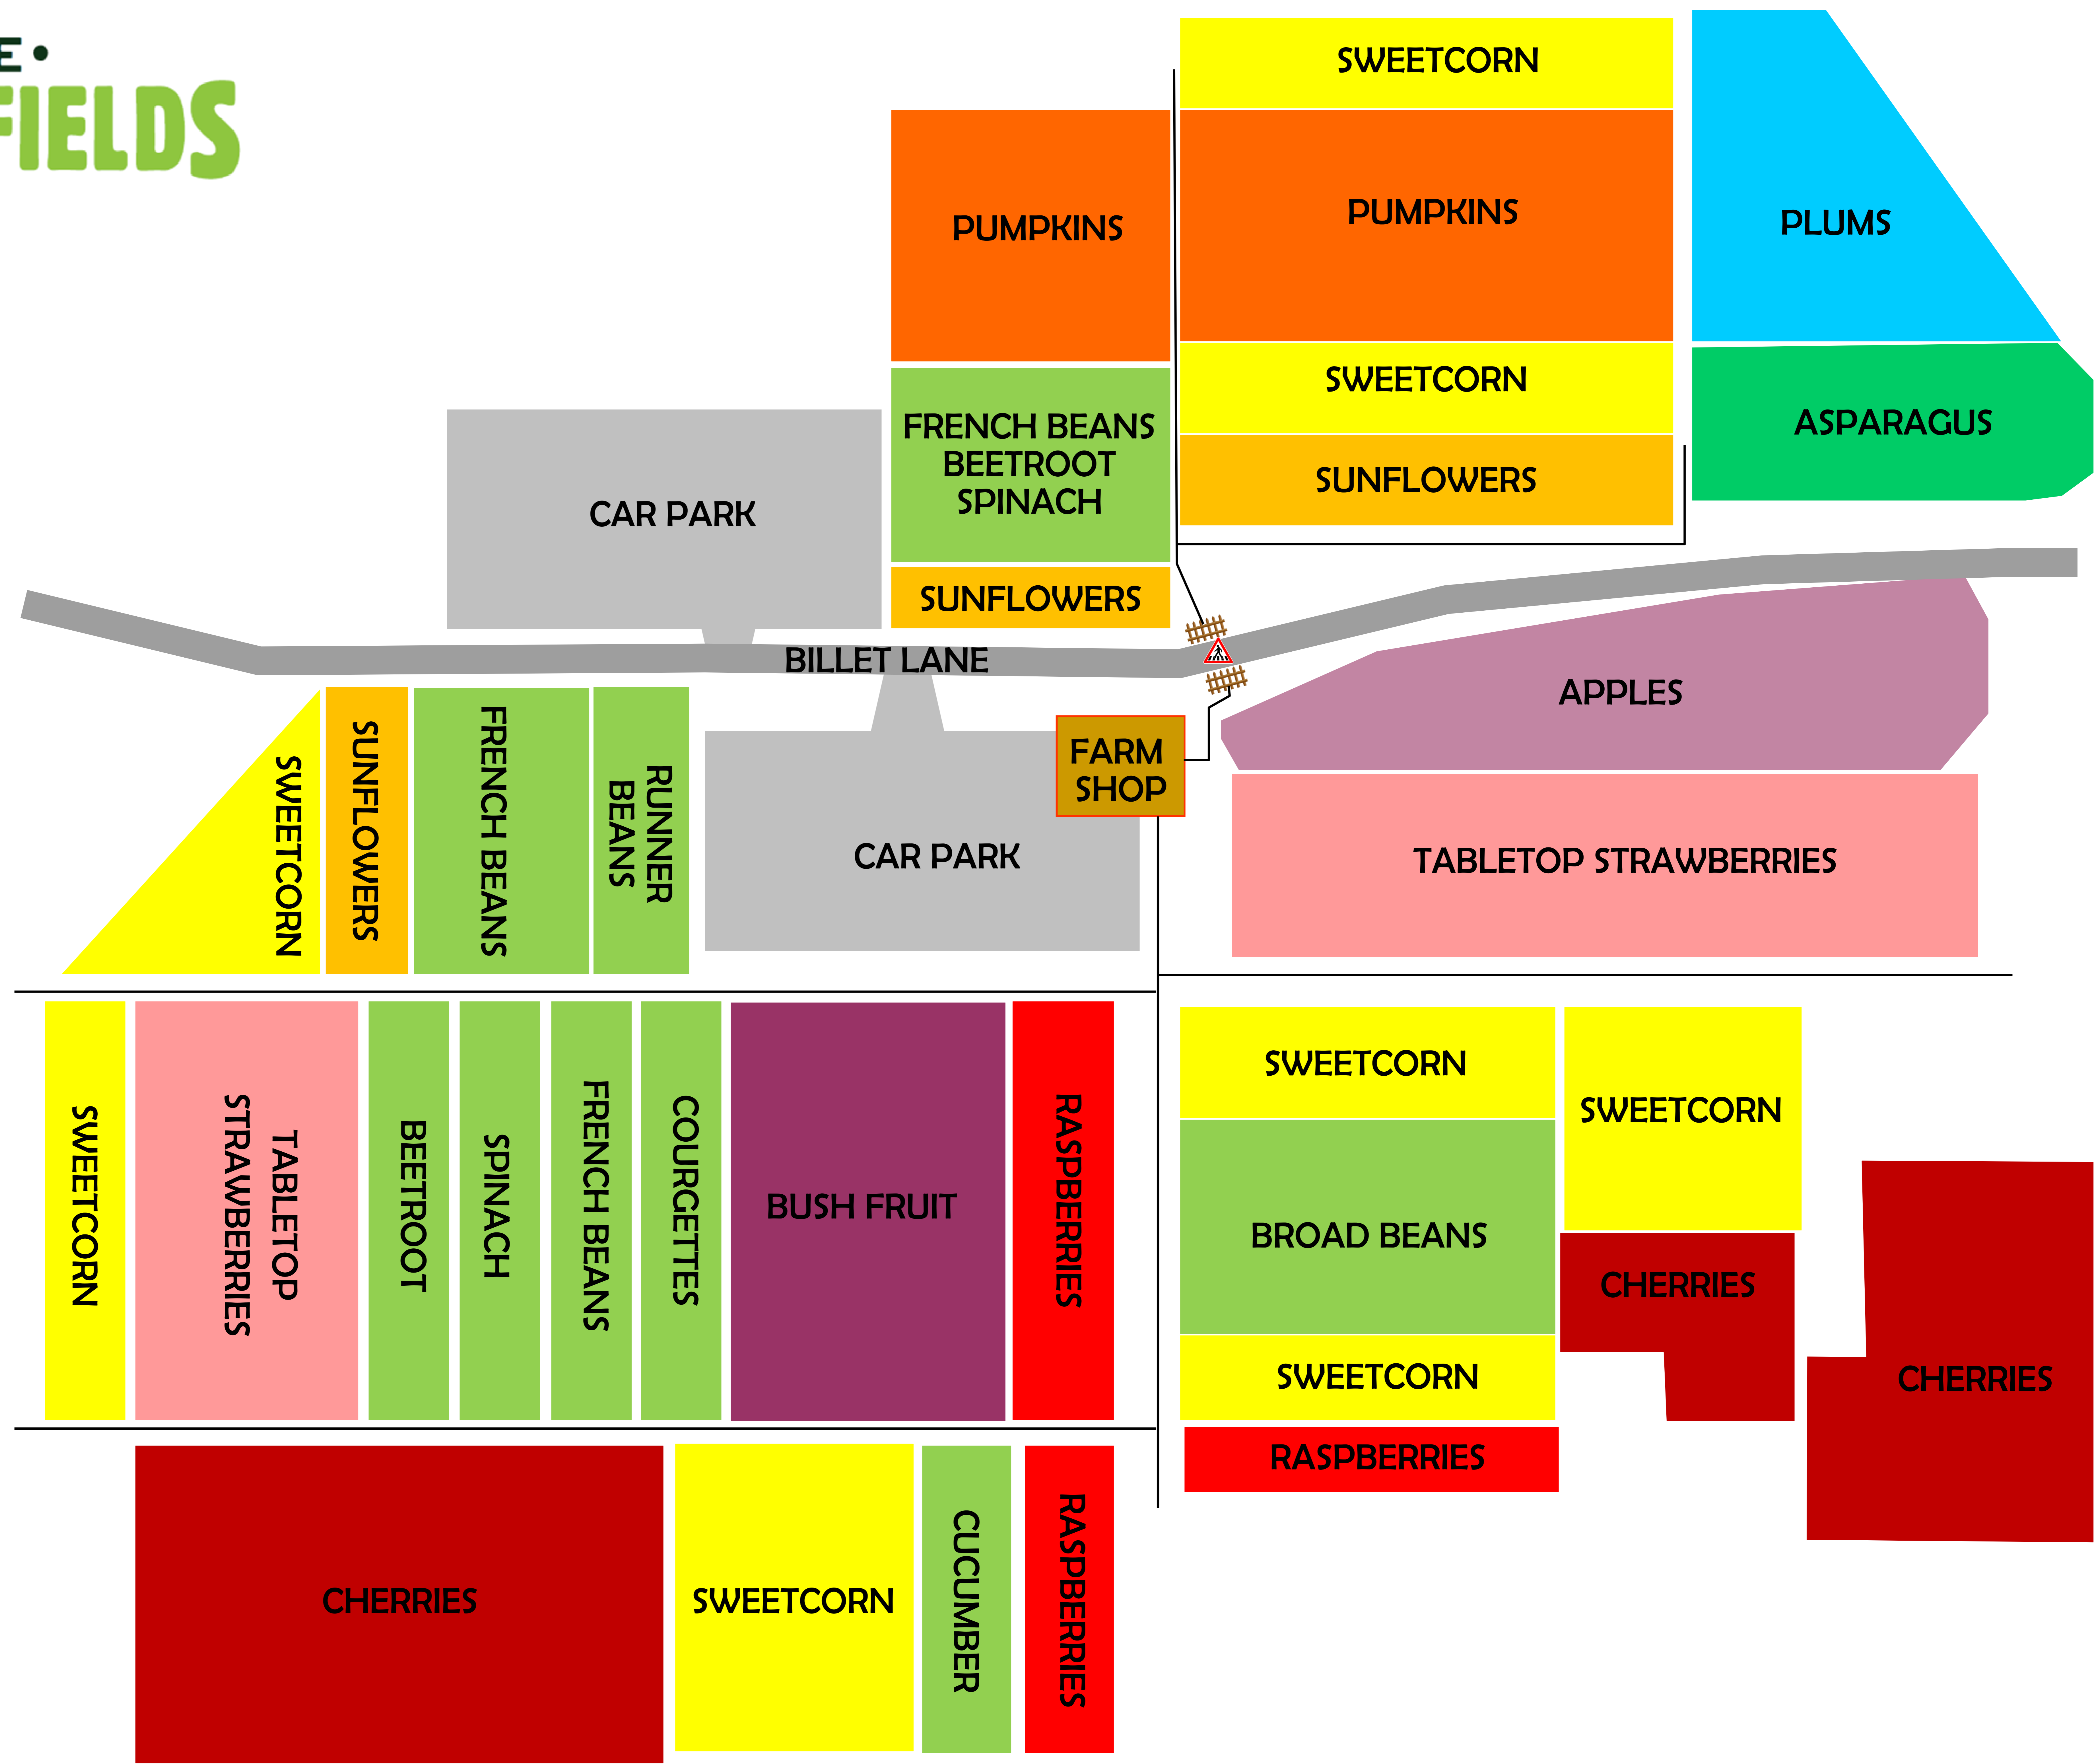 E•
FIELDS
SWEETCORN
PUMPKINS
PUMPKINS
PLUMS
SWEETCORN
FRENCH BEANS
BEETROOT
SPINACH
ASPARAGUS
SUNFLOWERS
CAR PARK
SUNFLOWERS
BILLET LANE
APPLES
SWEETCORN
SUNFLOWERS
FRENCH BEANS
RUNNER
BEANS
FARM
SHOP
CAR PARK
TABLETOP STRAWBERRIES
SWEETCORN
TABLETOP
STRAWBERRIES
BEETROOT
SPINACH
FRENCH BEANS
COURGETTES
BUSH FRUIT
RASPBERRIES
SWEETCORN
SWEETCORN
BROAD BEANS
CHERRIES
SWEETCORN
CHERRIES
RASPBERRIES
CHERRIES
SWEETCORN
CUCUMBER
RASPBERRIES